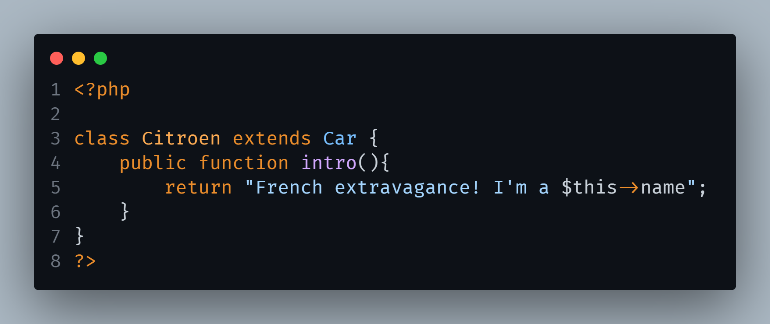 1 <?php
2
3 class Citroen extends Car {
4     public function intro(){
5         return "French extravagance! I'm a $this->name";
6     }
7 }
8 ?>